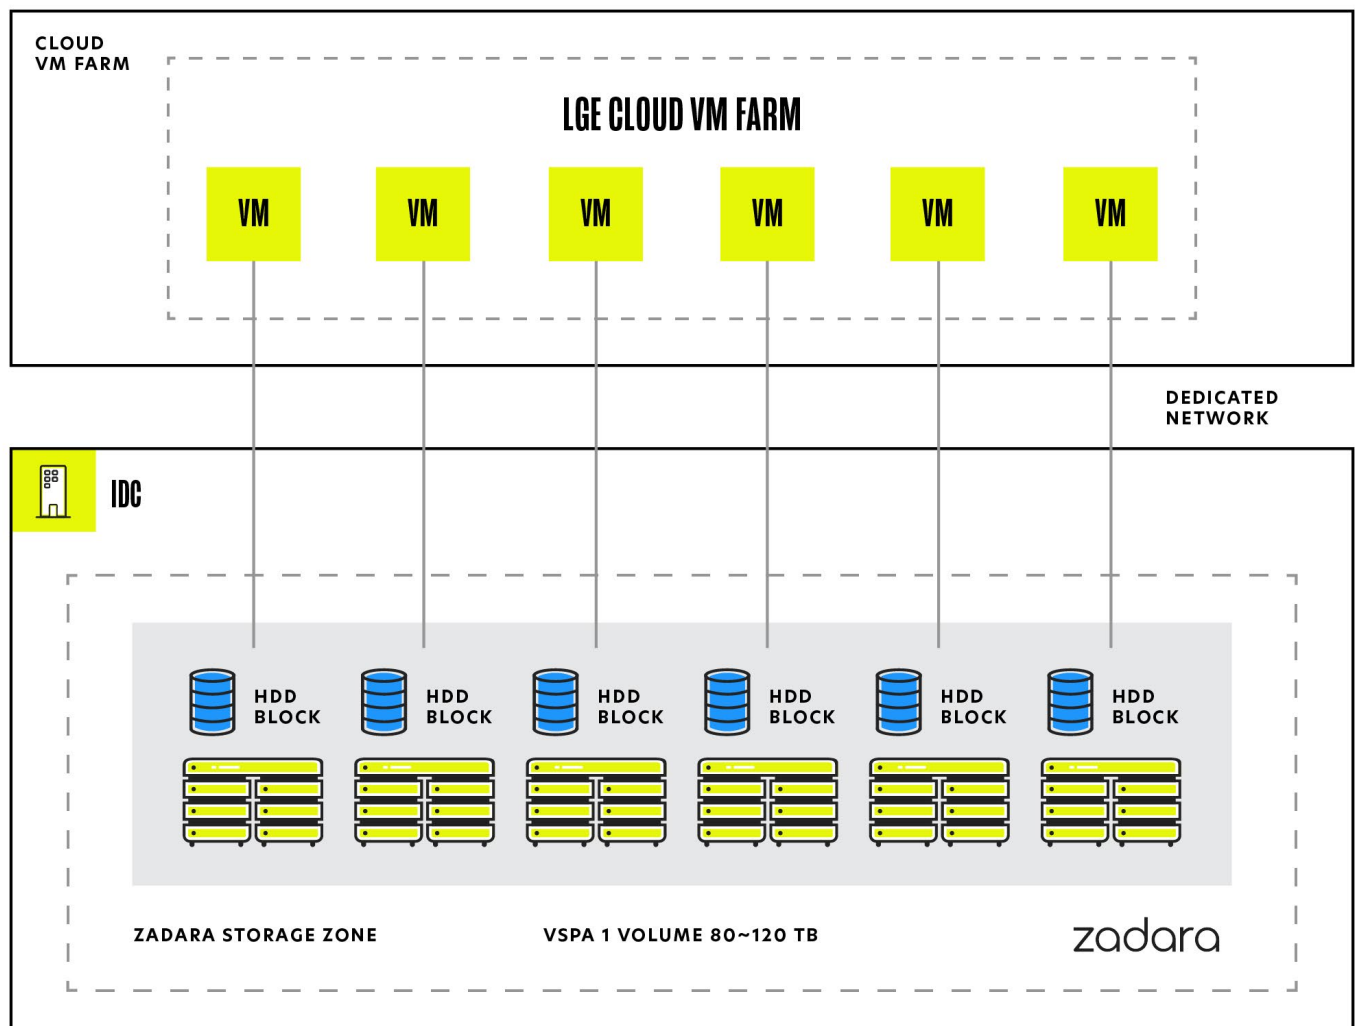 CLOUD
VM FARM
LGE CLOUD VM FARM
VM
VM
VM
VM
VM
VM
DEDICATED
NETWORK
IDC
HDD
BLOCK
HDD
BLOCK
HDD
BLOCK
HDD
BLOCK
HDD
BLOCK
HDD
BLOCK
ZADARA STORAGE ZONE
VSPA 1 VOLUME 80~120 TB
zadara